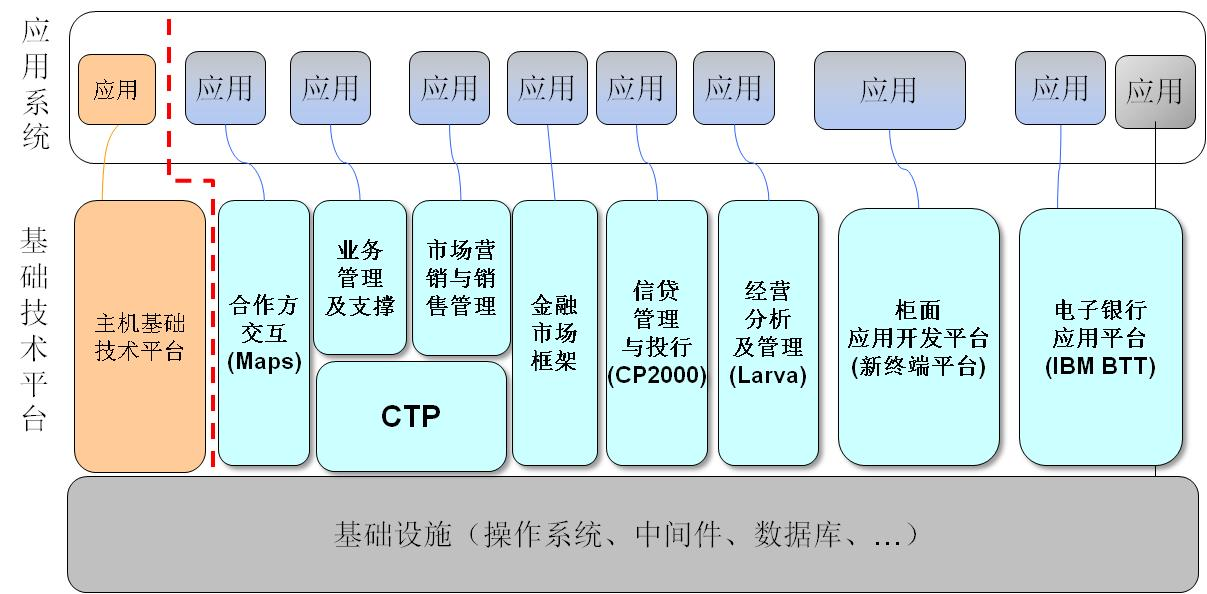 应用系统
应用
应用
应用
应用
应用
应用
应用
应用
应用
应用
基础技术平台
主机基础
技术平台
合作方
交互
(Maps)
业务
管理
及支撑
市场营
销与销
售管理
CTP
金融
市场
框架
信贷
管理
与投行
(CP2000)
经营
分析
及管理
(Larva)
柜面
应用开发平台
(新终端平台)
电子银行
应用平台
(IBM BTT)
基础设施（操作系统、中间件、数据库、…）